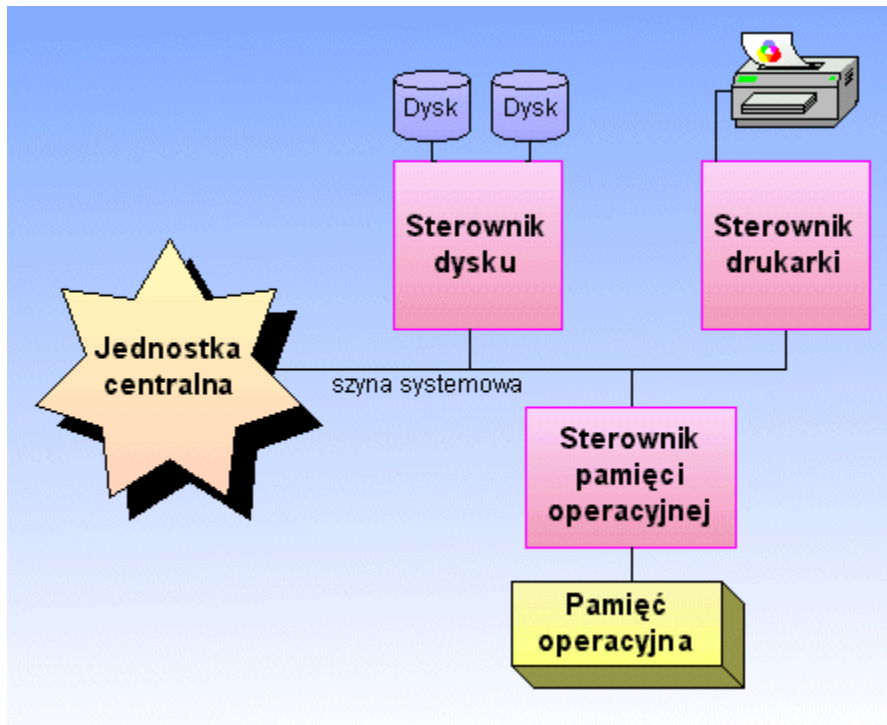 Dysk
Dysk
Sterownik
dysku
Sterownik
drukarki
Jednostka
centralna
szyna systemowa
Sterownik
pamięci
operacyjnej
Pamięć
operacyjna